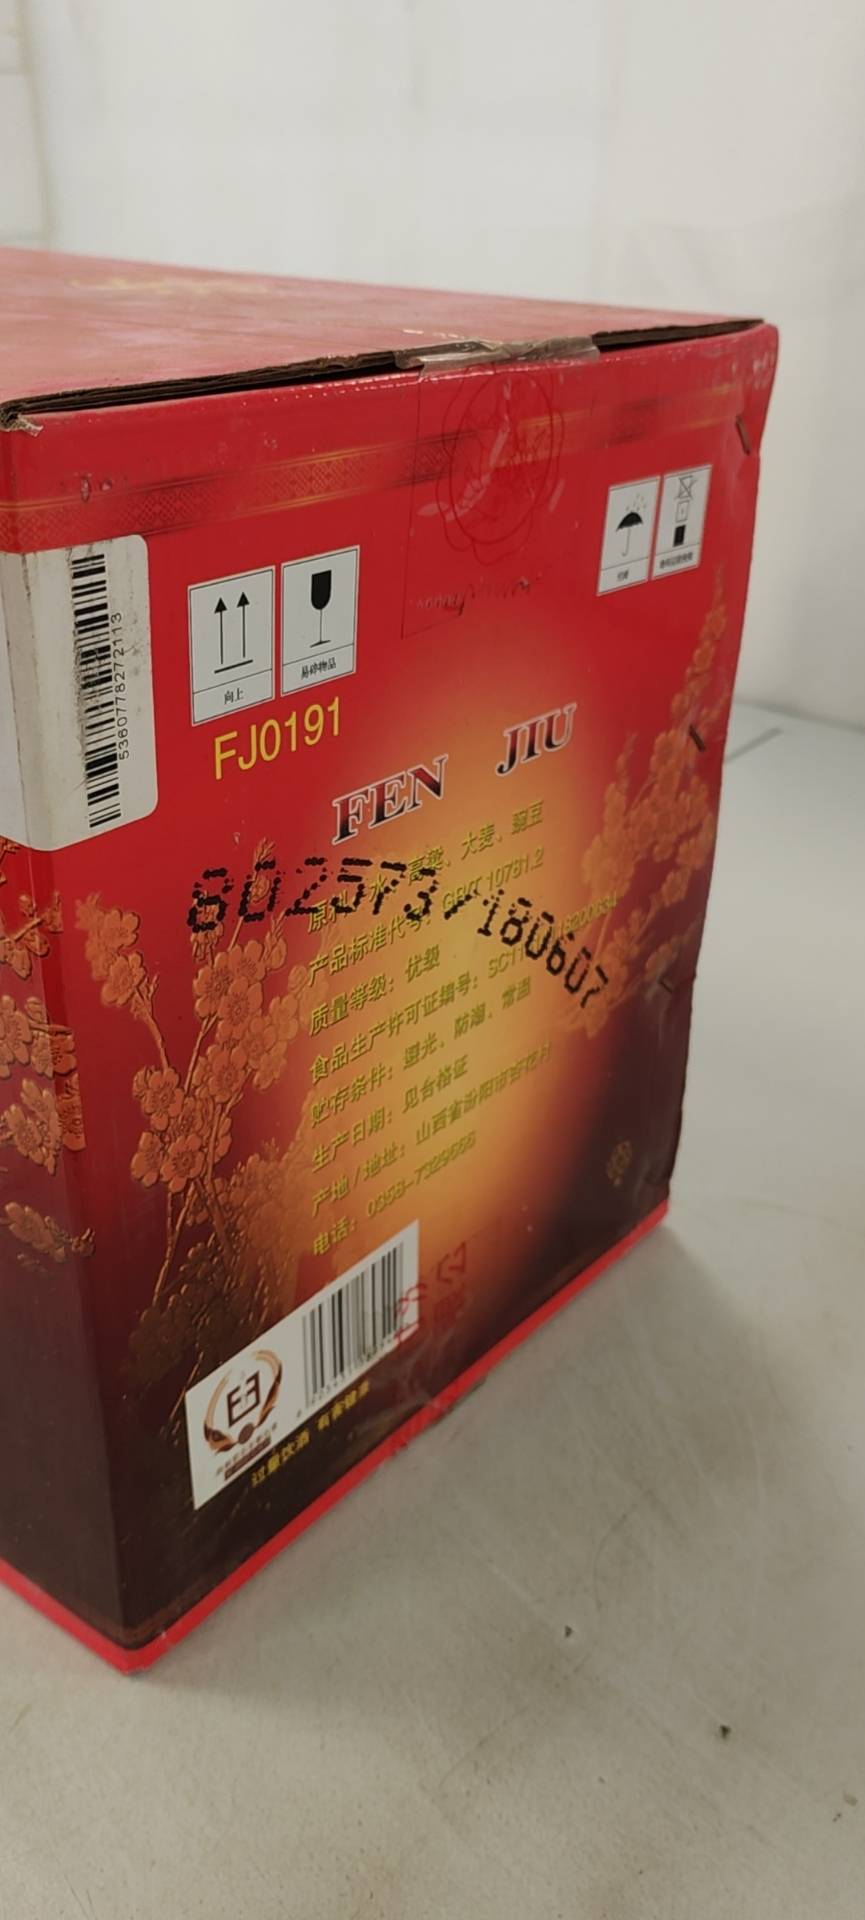 5360778272113
向上
易碎物品
FJ0191
FEN JIU
602573 180607
原料: 水、高粱、大麦、豌豆
产品标准代号: GB/T 10781.2
质量等级: 优级
食品生产许可证编号: SC11
贮存条件: 避光、防潮、常温
生产日期: 见合格证
产地/地址: 山西省汾阳市杏花村
电话: 0358-7329666
过量饮酒 有害健康